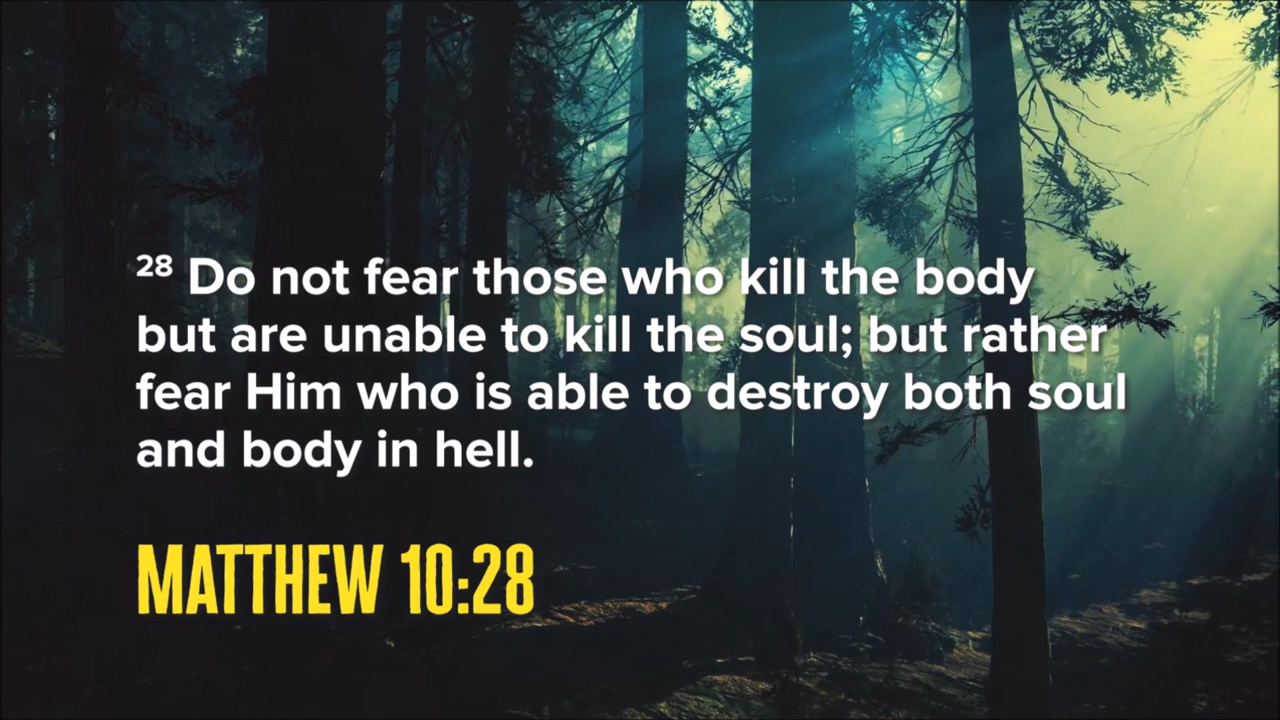 28 Do not fear those who kill the body
but are unable to kill the soul; but rather
fear Him who is able to destroy both soul
and body in hell.
MATTHEW 10:28